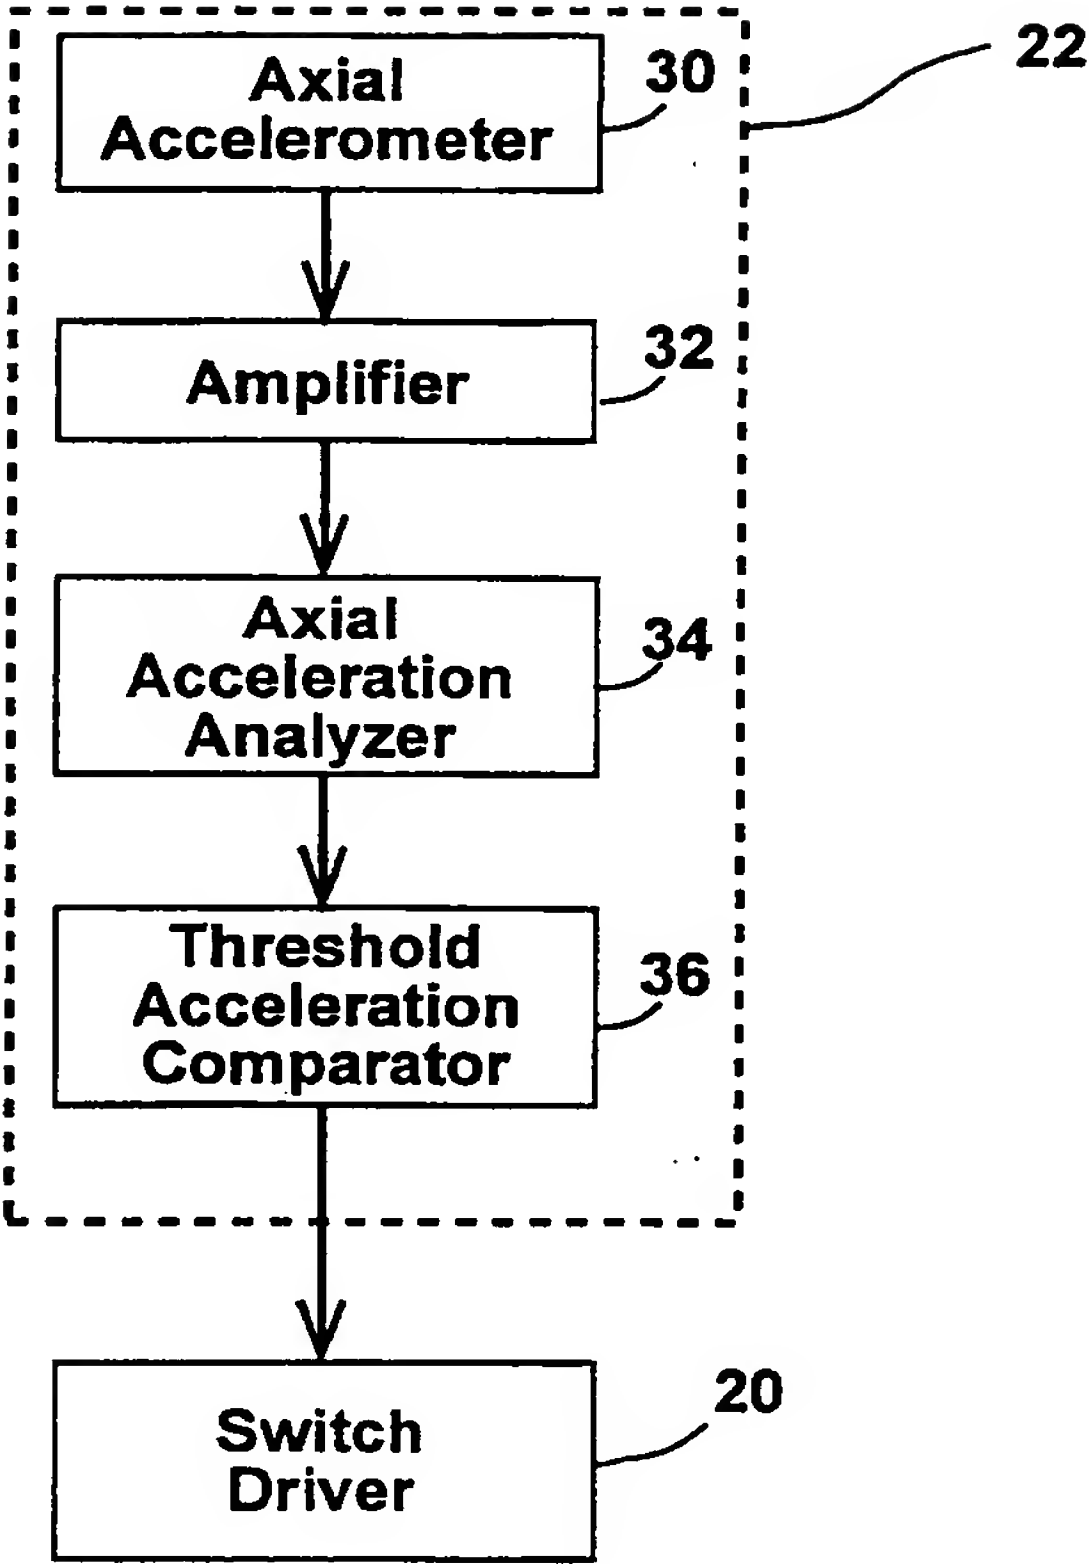 22
Axial
Accelerometer
30
Amplifier
32
Axial
Acceleration
Analyzer
34
Threshold
Acceleration
Comparator
36
Switch
Driver
20